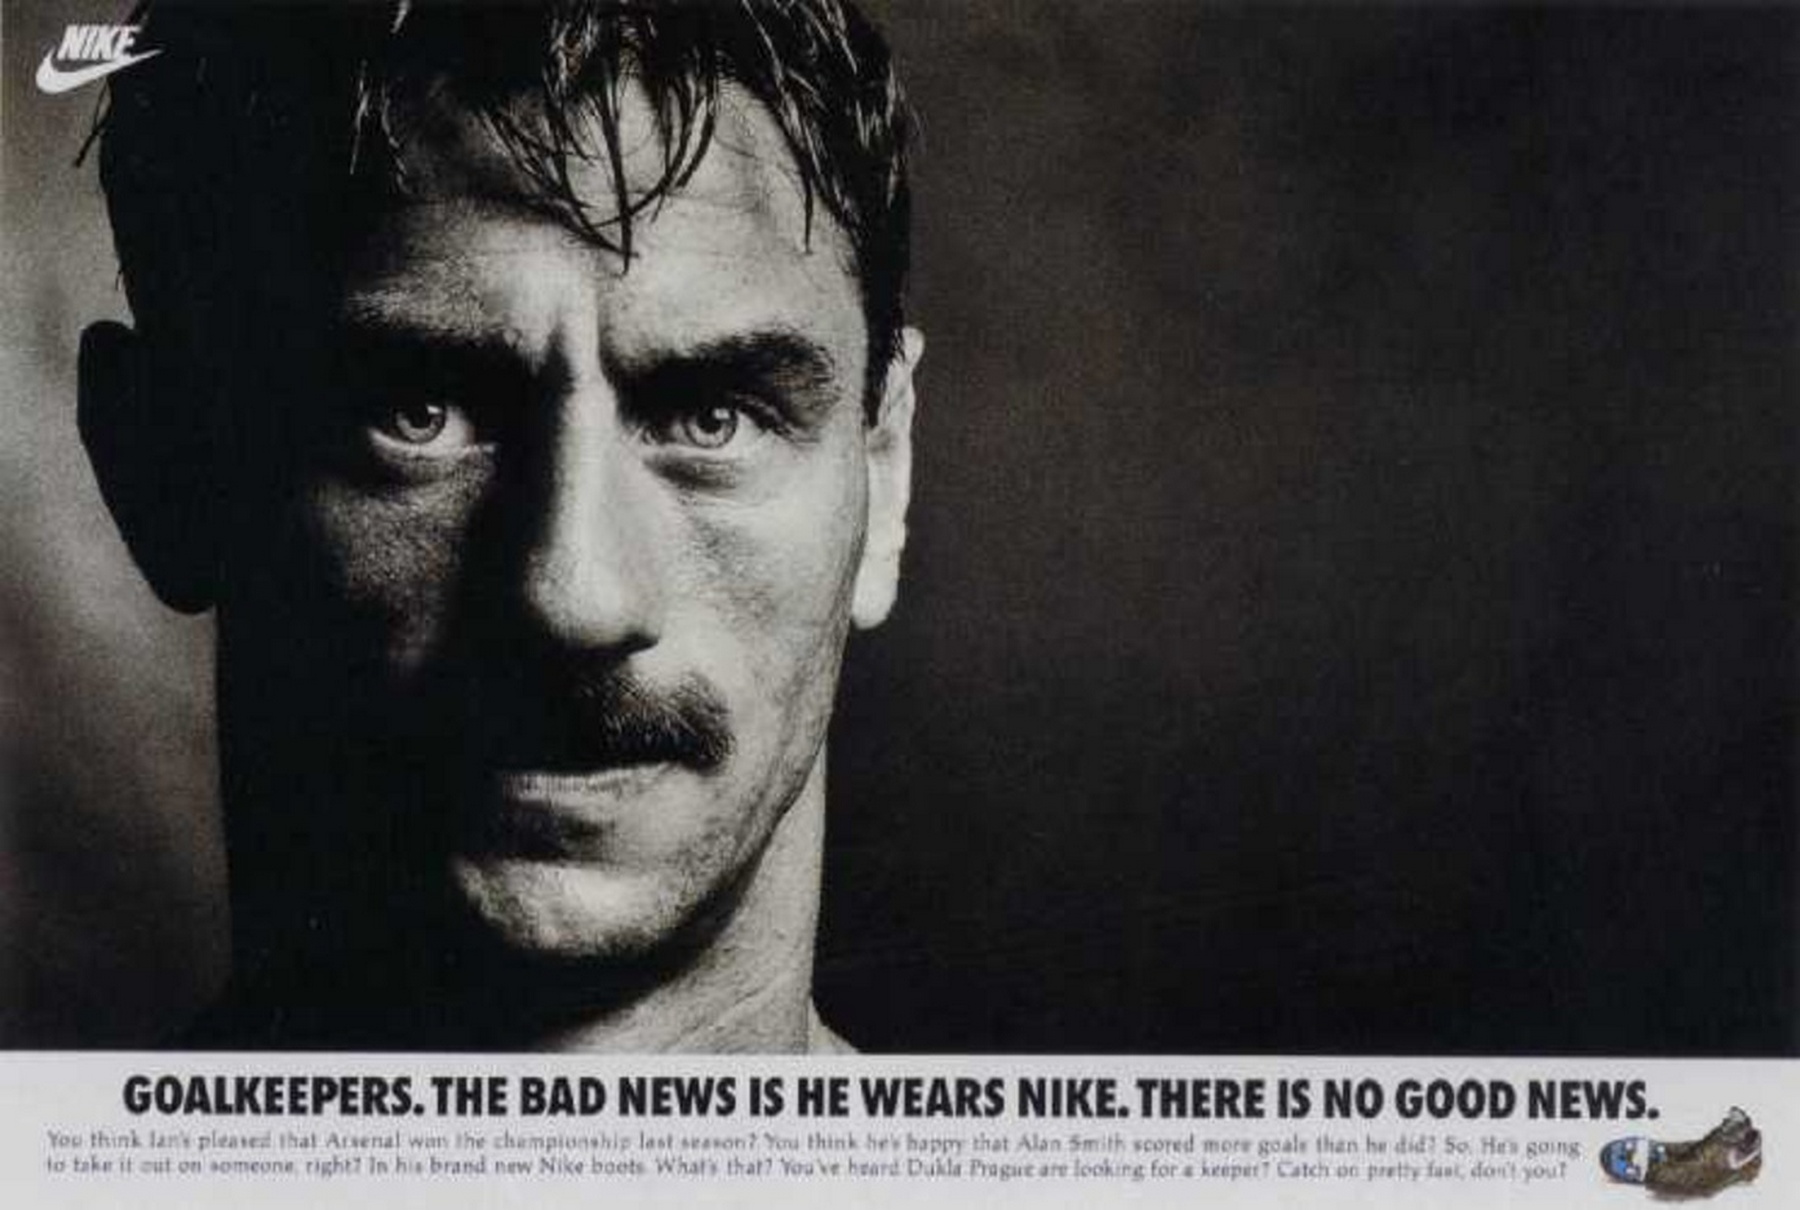 NIKE
GOALKEEPERS. THE BAD NEWS IS HE WEARS NIKE. THERE IS NO GOOD NEWS.
You think Ian's pleased that Arsenal won the championship last season? You think he's happy that Alan Smith scored more goals than he did? So. He's going
to take it out on someone, right? In his brand new Nike boots. What's that? You've heard Dukla Prague are looking for a keeper? Catch on pretty fast, don't you?